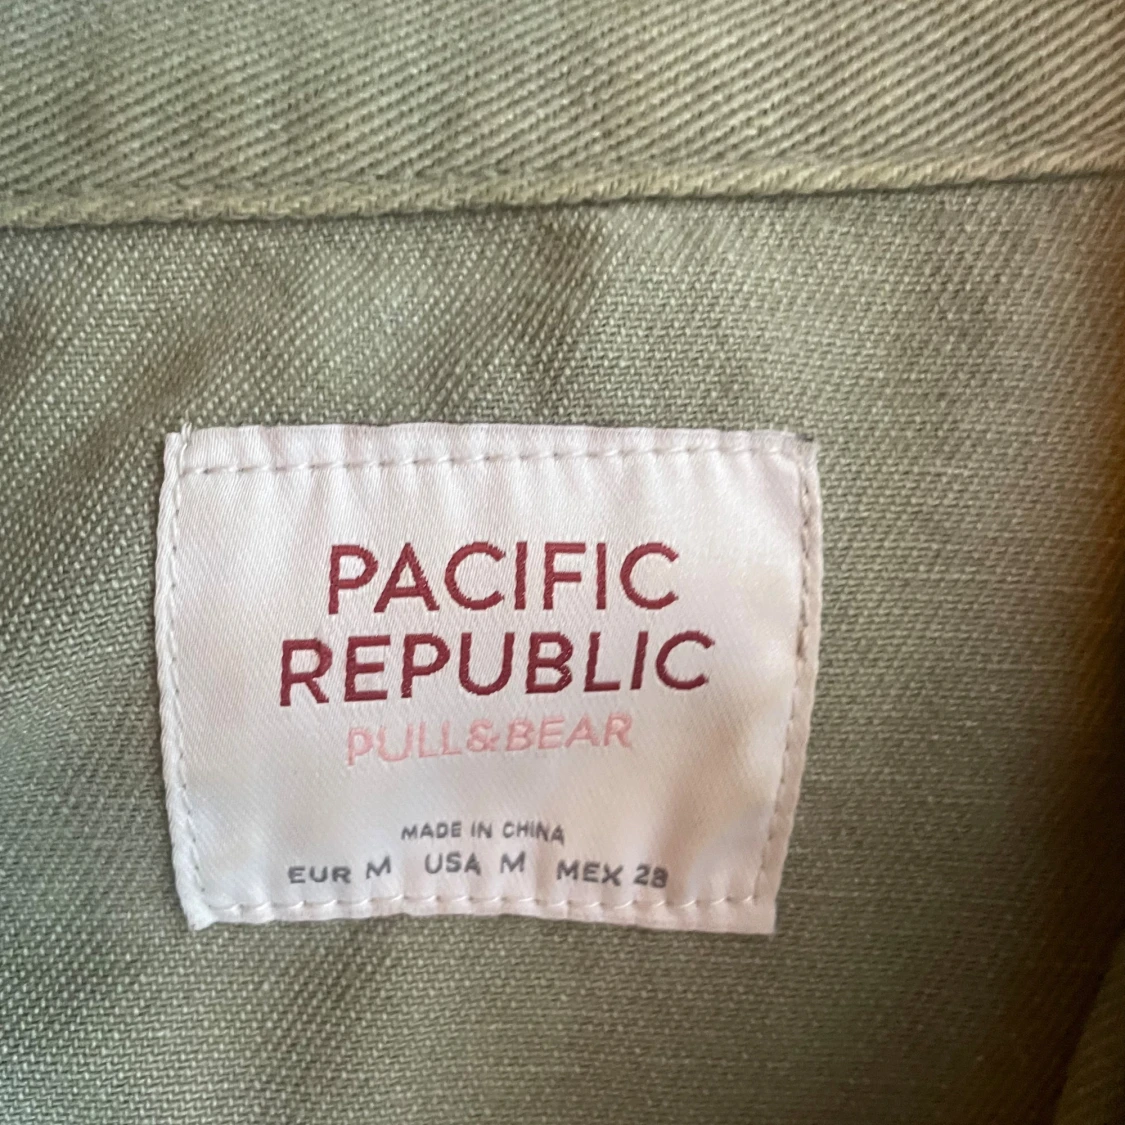 PACIFIC
REPUBLIC
PULL&BEAR
MADE IN CHINA
EUR M USA M MEX 28